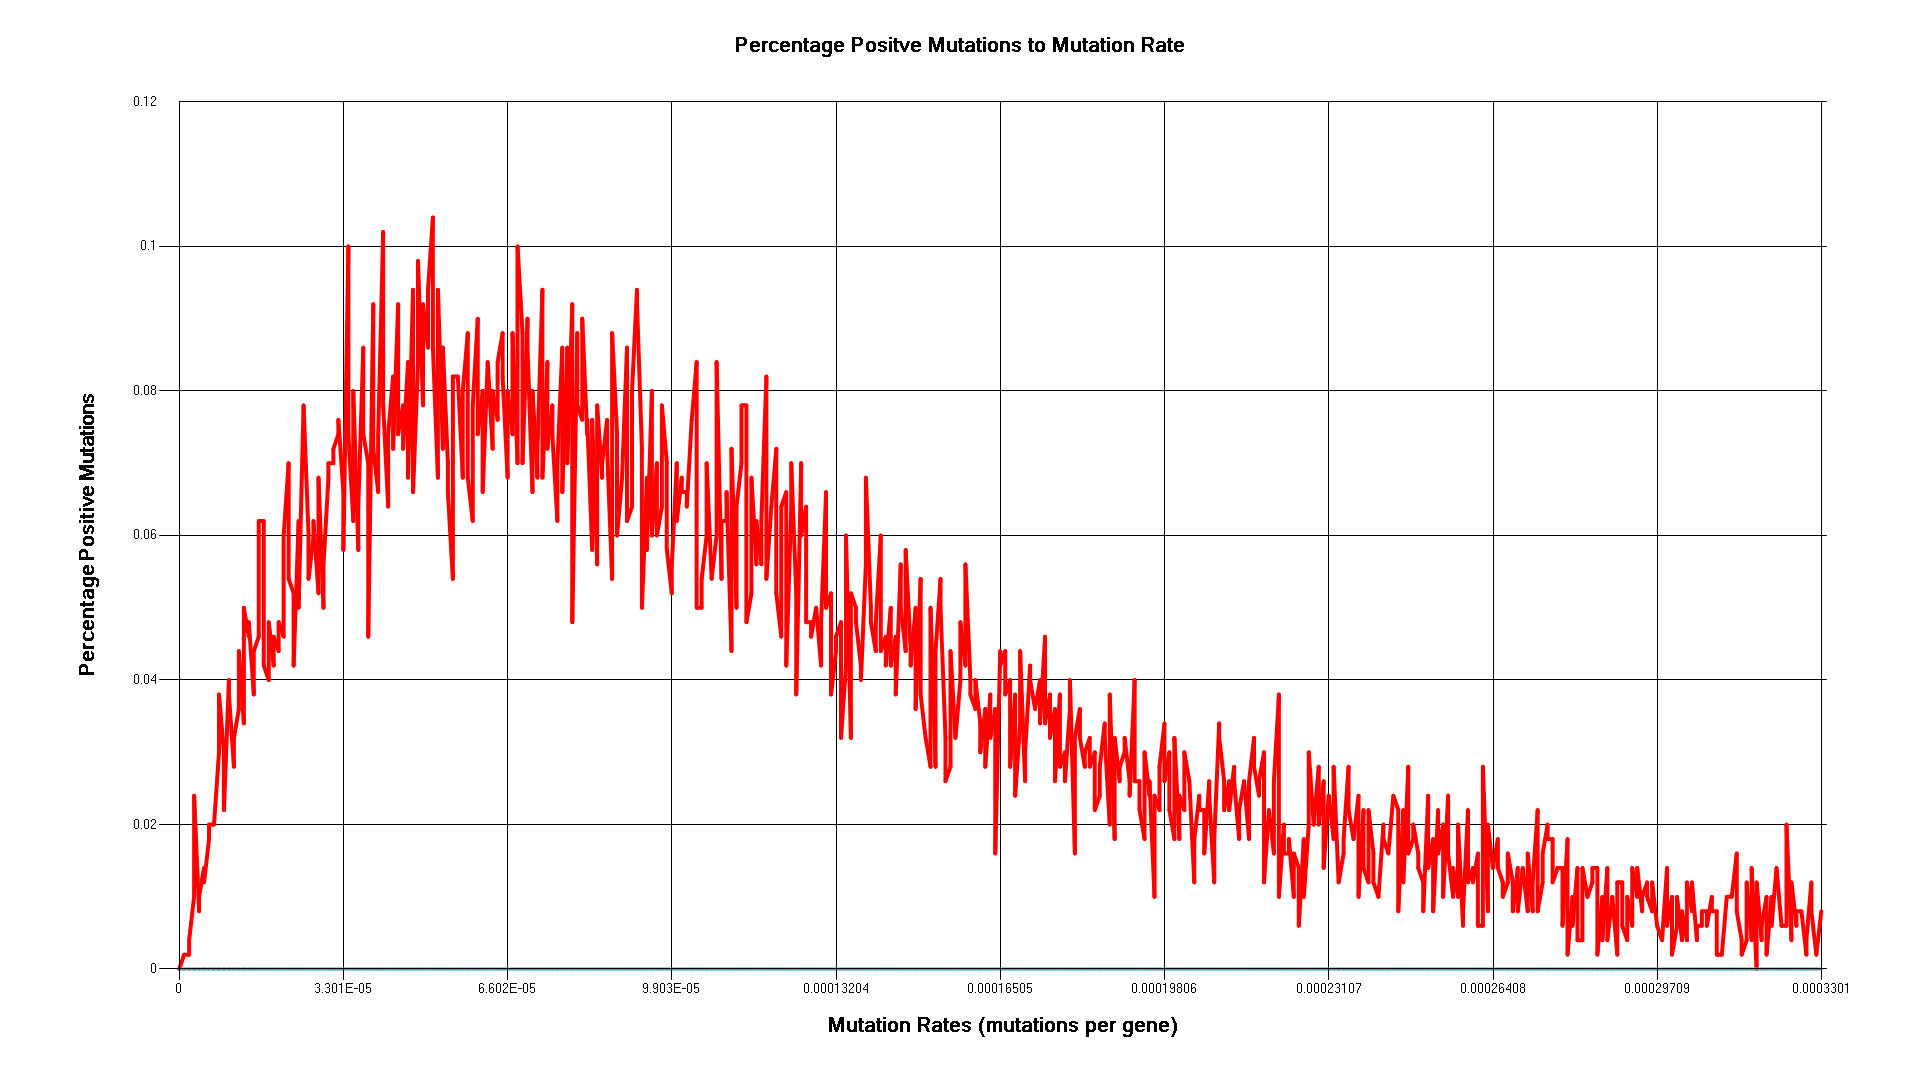 Percentage Positve Mutations to Mutation Rate
0.12
0.1
0.08
0.06
0.04
0.02
0
Percentage Positive Mutations
0 3.301E-05 6.602E-05 9.903E-05 0.00013204 0.00016505 0.00019806 0.00023107 0.00026408 0.00029709 0.0003301
Mutation Rates (mutations per gene)